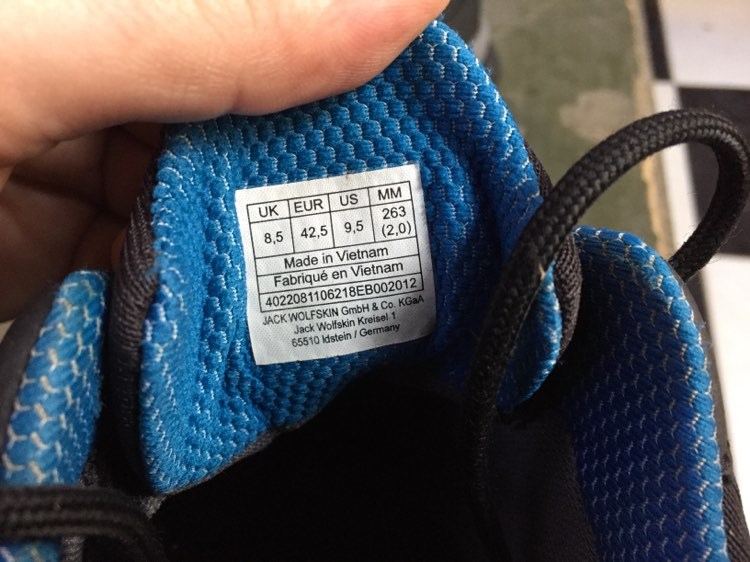 UK EUR US MM
8,5 42,5 9,5 263 (2,0)
Made in Vietnam
Fabriqué en Vietnam
4022081106218EB002012
JACK WOLFSKIN GmbH & Co. KGaA
Jack Wolfskin Kreisel 1
65510 Idstein / Germany